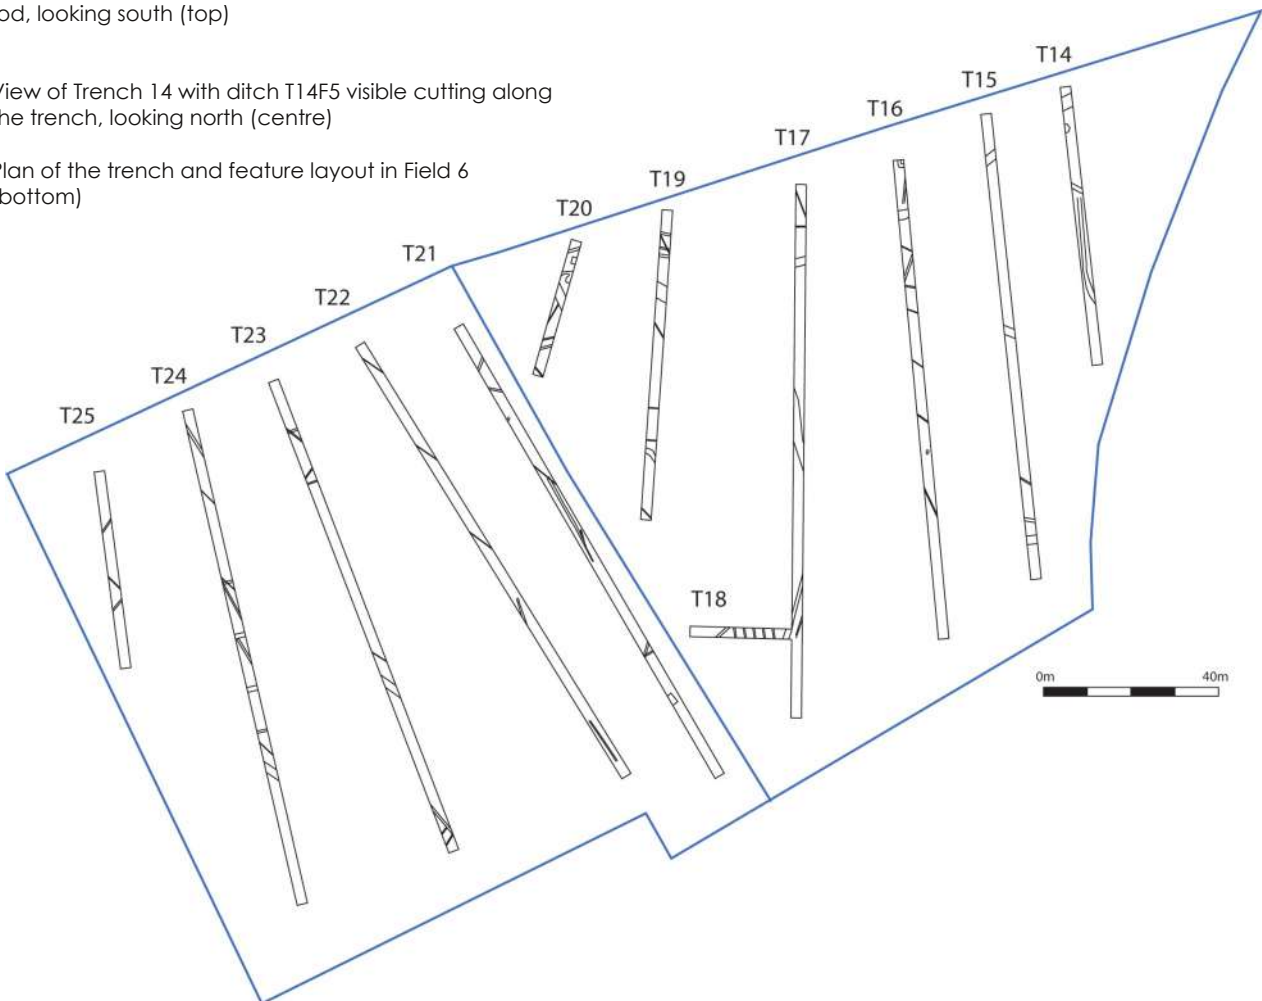 looking south (top)
View of Trench 14 with ditch T14F5 visible cutting along
the trench, looking north (centre)
Plan of the trench and feature layout in Field 6
bottom)
T14
T15
T16
T17
T19
T20
T21
T22
T23
T24
T25
T18
0m 40m